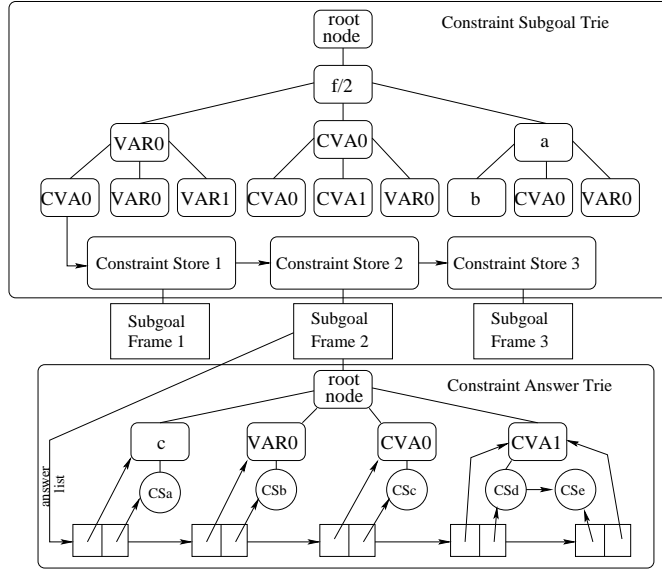 root
node
Constraint Subgoal Trie
f/2
VAR0
CVA0
a
CVA0
VAR0
VAR1
CVA0
CVA1
VAR0
b
CVA0
VAR0
Constraint Store 1
Constraint Store 2
Constraint Store 3
Subgoal
Frame 1
Subgoal
Frame 2
Subgoal
Frame 3
root
node
Constraint Answer Trie
c
VAR0
CVA0
CVA1
answer
list
CSa
CSb
CSc
CSd
CSe